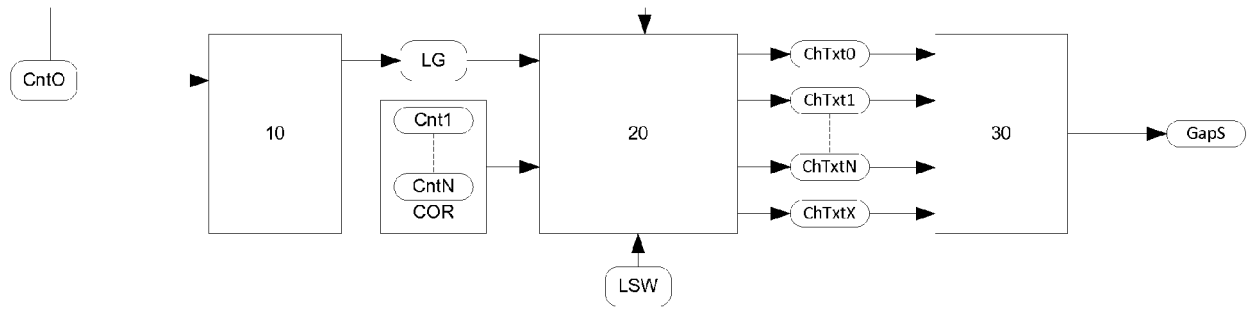 CntO
10
LG
Cnt1
CntN
COR
20
LSW
ChTxt0
ChTxt1
ChTxtN
ChTxtX
30
GapS